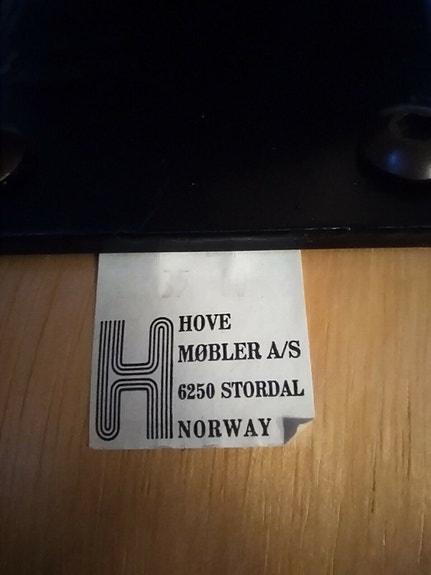 HOVE
MØBLER A/S
6250 STORDAL
NORWAY